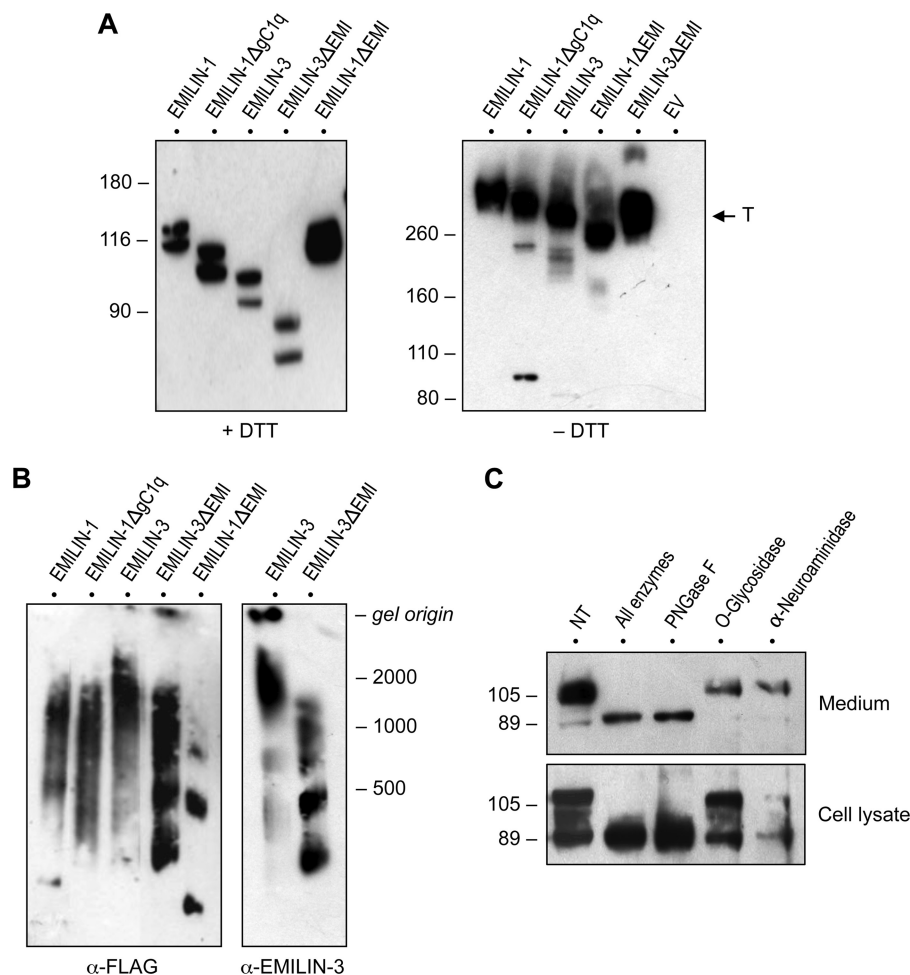 A
EMILIN-1
EMILIN-1ΔgC1q
EMILIN-3
EMILIN-3ΔEMI
EMILIN-1ΔEMI
180 –
116 –
90 –
+ DTT
EMILIN-1
EMILIN-1ΔgC1q
EMILIN-3
EMILIN-1ΔEMI
EMILIN-3ΔEMI
EV
260 –
160 –
110 –
80 –
T
– DTT
B
EMILIN-1
EMILIN-1ΔgC1q
EMILIN-3
EMILIN-3ΔEMI
EMILIN-1ΔEMI
α-FLAG
EMILIN-3
EMILIN-3ΔEMI
– gel origin
– 2000
– 1000
– 500
α-EMILIN-3
C
NT
All enzymes
PNGase F
O-Glycosidase
α-Neuroaminidase
105 –
89 –
Medium
105 –
89 –
Cell lysate